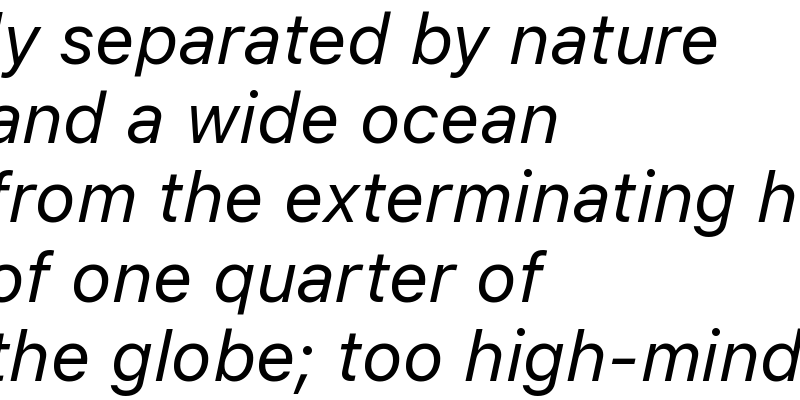 ly separated by nature
and a wide ocean
from the exterminating h
of one quarter of
the globe; too high-mind